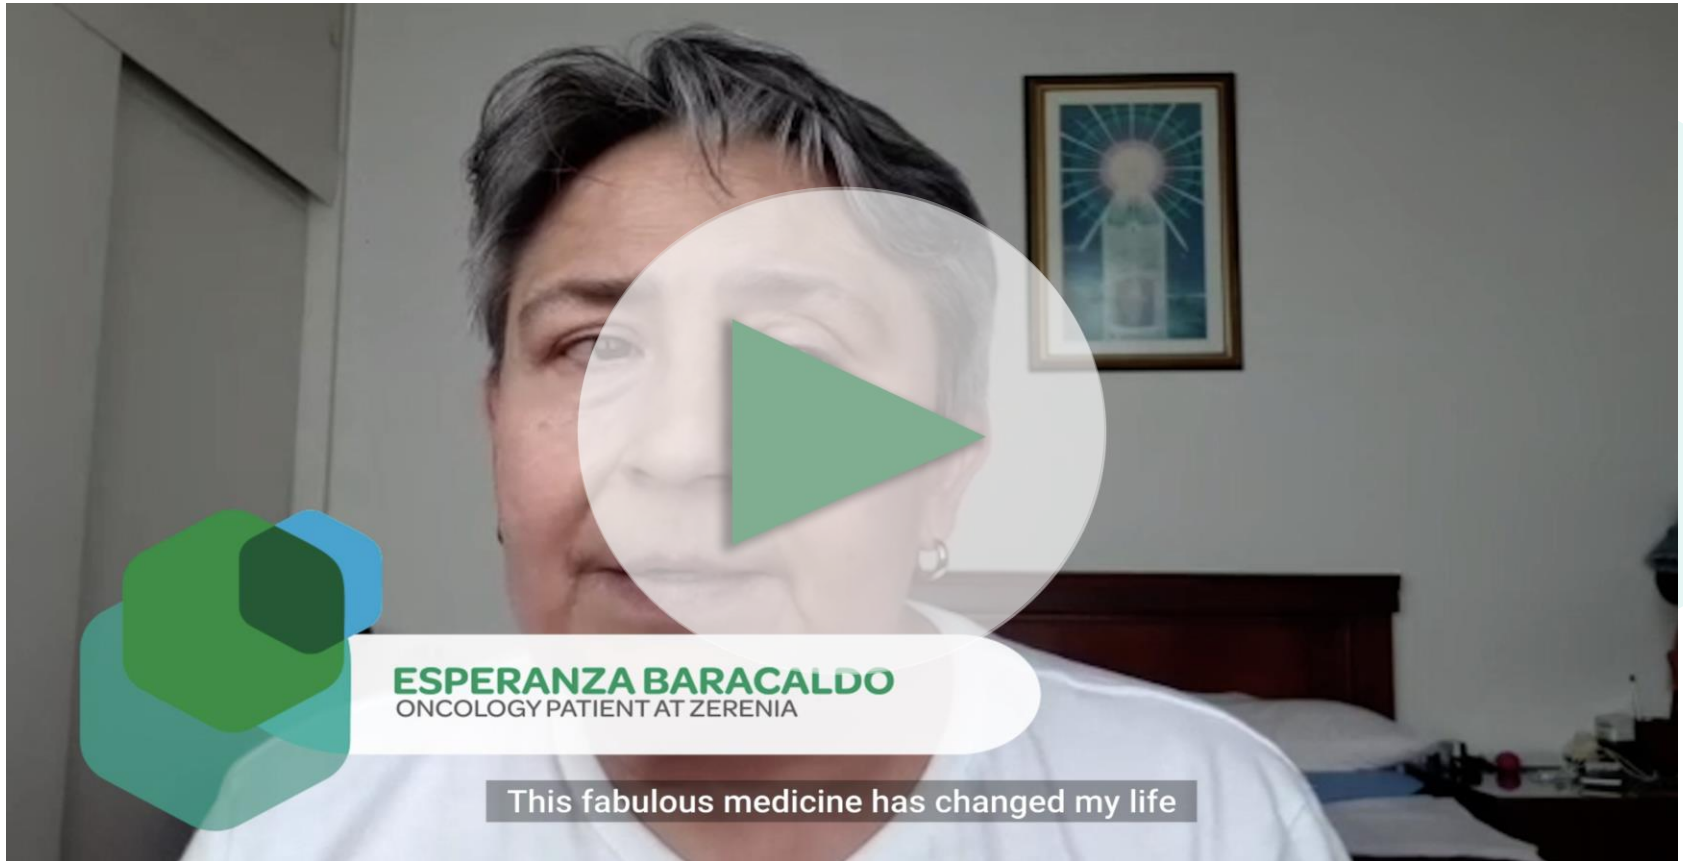 ESPERANZA BARACALDO
ONCOLOGY PATIENT AT ZERENIA
This fabulous medicine has changed my life